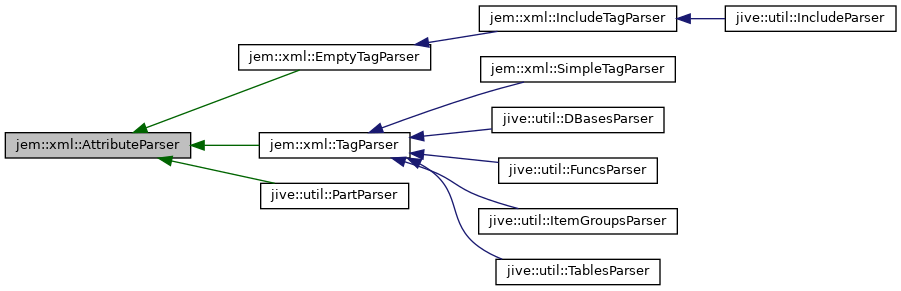 jem::xml::IncludeTagParser
jive::util::IncludeParser
jem::xml::EmptyTagParser
jem::xml::SimpleTagParser
jive::util::DBasesParser
jem::xml::AttributeParser
jem::xml::TagParser
jive::util::FuncsParser
jive::util::PartParser
jive::util::ItemGroupsParser
jive::util::TablesParser